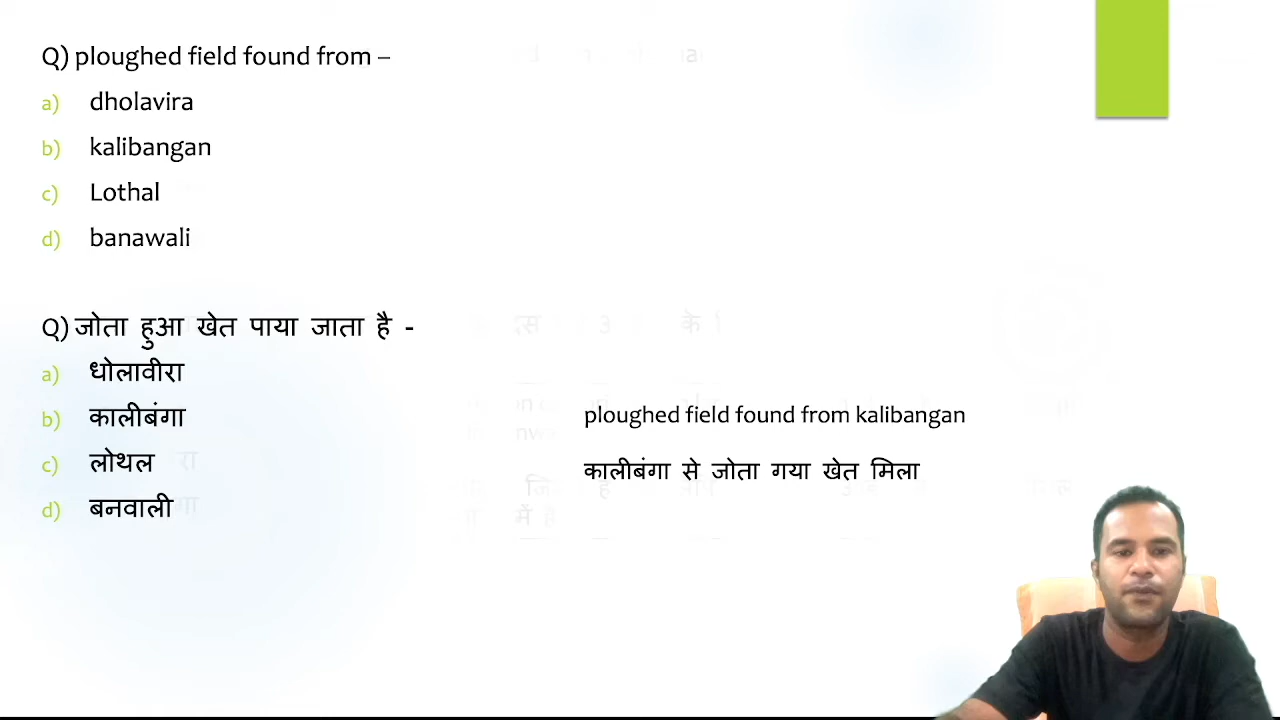 Q) ploughed field found from –
a) dholavira
b) kalibangan
c) Lothal
d) banawali
Q) जोता हुआ खेत पाया जाता है -
a) धोलावीरा
b) कालीबंगा
c) लोथल
d) बनवाली
ploughed field found from kalibangan
कालीबंगा से जोता गया खेत मिला